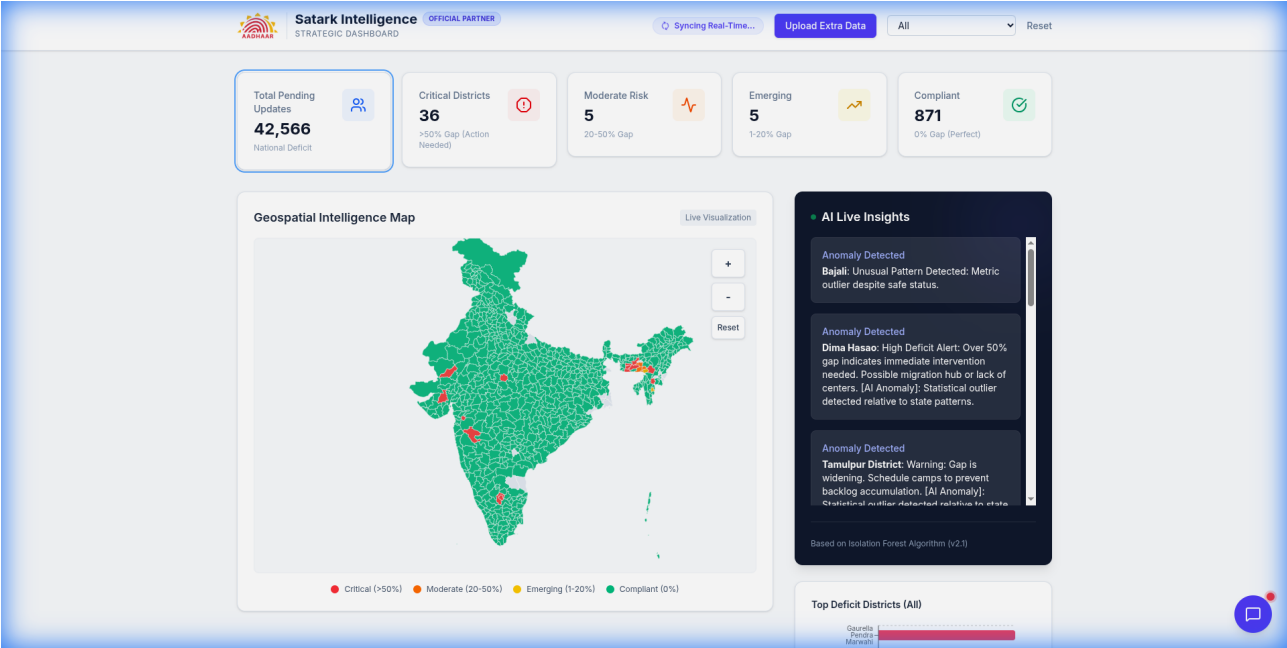 AADHAAR
Satark Intelligence
OFFICIAL PARTNER
STRATEGIC DASHBOARD
Syncing Real-Time...
Upload Extra Data
All
Reset
Total Pending
Updates
42,566
National Deficit
Critical Districts
36
>50% Gap (Action
Needed)
Moderate Risk
5
20-50% Gap
Emerging
5
1-20% Gap
Compliant
871
0% Gap (Perfect)
Geospatial Intelligence Map
Live Visualization
+
-
Reset
Critical (>50%)
Moderate (20-50%)
Emerging (1-20%)
Compliant (0%)
AI Live Insights
Anomaly Detected
Bajali: Unusual Pattern Detected: Metric
outlier despite safe status.
Anomaly Detected
Dima Hasao: High Deficit Alert: Over 50%
gap indicates immediate intervention
needed. Possible migration hub or lack of
centers. [AI Anomaly]: Statistical outlier
detected relative to state patterns.
Anomaly Detected
Tamulpur District: Warning: Gap is
widening. Schedule camps to prevent
backlog accumulation. [AI Anomaly]:
Statistical outlier detected relative to state
Based on Isolation Forest Algorithm (v2.1)
Top Deficit Districts (All)
Gaurella
Pendra
Marwahi